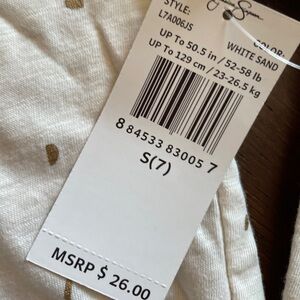 STYLE:
L7A006JS
COLOR:
WHITE SAND
UP To 50.5 in / 52-58 lb
UP To 129 cm / 23-26.5 kg
8 84533 83005 7
S(7)
MSRP $ 26.00